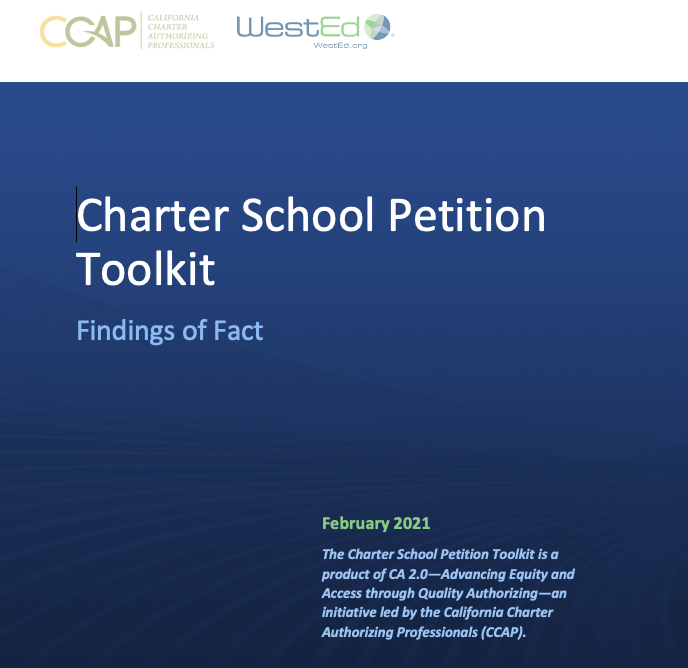 CCAP
CALIFORNIA
CHARTER
AUTHORIZING
PROFESSIONALS
WestEd
WestEd.org
Charter School Petition
Toolkit
Findings of Fact
February 2021
The Charter School Petition Toolkit is a
product of CA 2.0—Advancing Equity and
Access through Quality Authorizing—an
initiative led by the California Charter
Authorizing Professionals (CCAP).